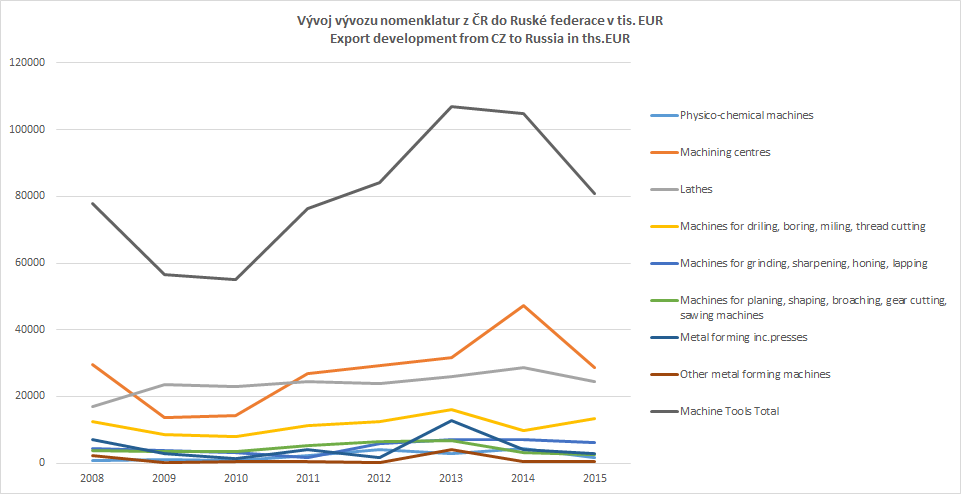 Vývoj vývozu nomenklatur z ČR do Ruské federace v tis. EUR
Export development from CZ to Russia in ths.EUR
120000
100000
80000
60000
40000
20000
0
2008 2009 2010 2011 2012 2013 2014 2015
Physico-chemical machines
Machining centres
Lathes
Machines for driling, boring, miling, thread cutting
Machines for grinding, sharpening, honing, lapping
Machines for planing, shaping, broaching, gear cutting,
sawing machines
Metal forming inc.presses
Other metal forming machines
Machine Tools Total